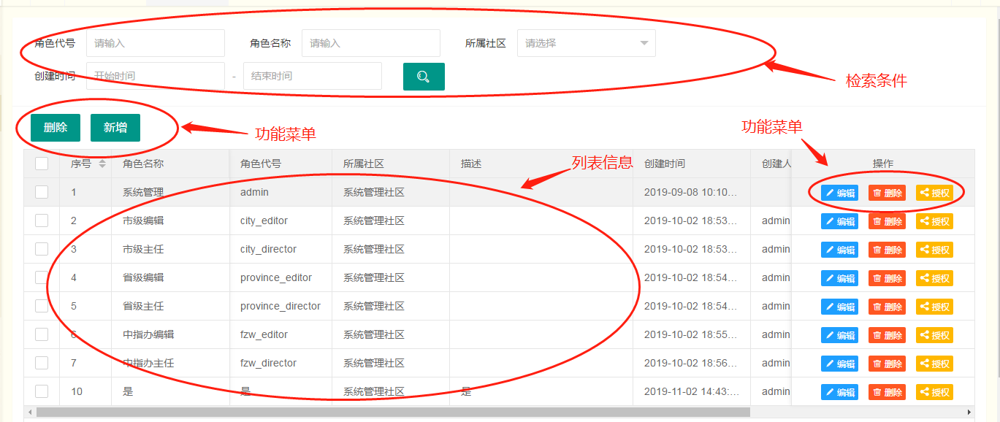 角色代号 请输入 角色名称 请输入 所属社区 请选择
创建时间 开始时间 - 结束时间
检索条件
删除 新增
功能菜单
功能菜单
列表信息
序号 角色名称 角色代号 所属社区 描述 创建时间 创建人 操作
1 系统管理 admin 系统管理社区 2019-09-08 10:10... 编辑 删除 授权
2 市级编辑 city_editor 系统管理社区 2019-10-02 18:53... admin 编辑 删除 授权
3 市级主任 city_director 系统管理社区 2019-10-02 18:53... admin 编辑 删除 授权
4 省级编辑 province_editor 系统管理社区 2019-10-02 18:54... admin 编辑 删除 授权
5 省级主任 province_director 系统管理社区 2019-10-02 18:54... admin 编辑 删除 授权
6 中指办编辑 fzw_editor 系统管理社区 2019-10-02 18:55... admin 编辑 删除 授权
7 中指办主任 fzw_director 系统管理社区 2019-10-02 18:56... admin 编辑 删除 授权
10 是 是 系统管理社区 是 2019-11-02 14:43:... admin 编辑 删除 授权